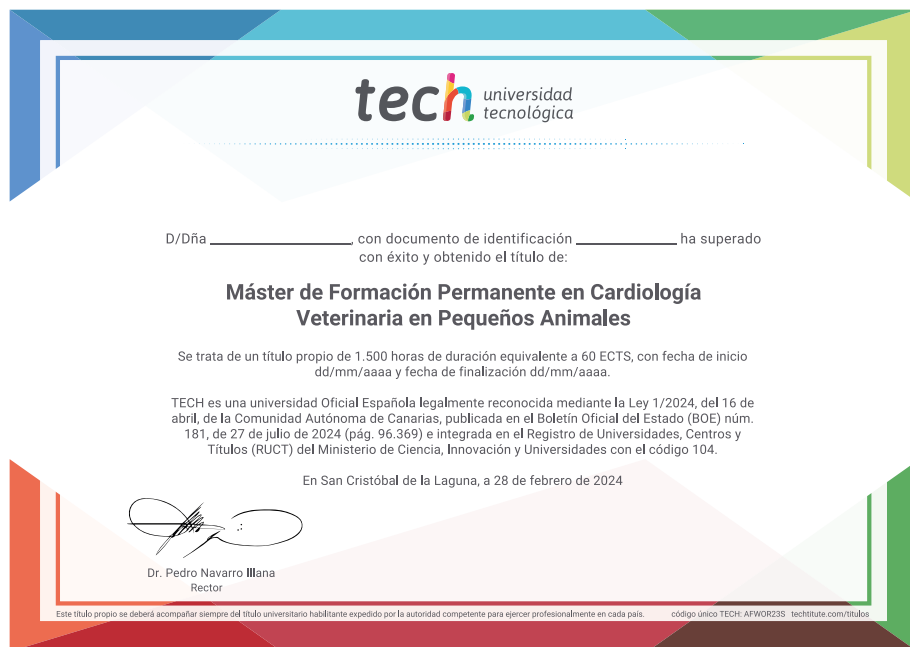 tech universidad
tecnológica
D/Dña ______________, con documento de identificación __________ ha superado
con éxito y obtenido el título de:
Máster de Formación Permanente en Cardiología
Veterinaria en Pequeños Animales
Se trata de un título propio de 1.500 horas de duración equivalente a 60 ECTS, con fecha de inicio
dd/mm/aaaa y fecha de finalización dd/mm/aaaa.
TECH es una universidad Oficial Española legalmente reconocida mediante la Ley 1/2024, del 16 de
abril, de la Comunidad Autónoma de Canarias, publicada en el Boletín Oficial del Estado (BOE) núm.
181, de 27 de julio de 2024 (pág. 96.369) e integrada en el Registro de Universidades, Centros y
Títulos (RUCT) del Ministerio de Ciencia, Innovación y Universidades con el código 104.
En San Cristóbal de la Laguna, a 28 de febrero de 2024
Dr. Pedro Navarro Illana
Rector
Este título propio se deberá acompañar siempre del título universitario habilitante expedido por la autoridad competente para ejercer profesionalmente en cada país. código único TECH: AFWOR23S techtitute.com/titulos